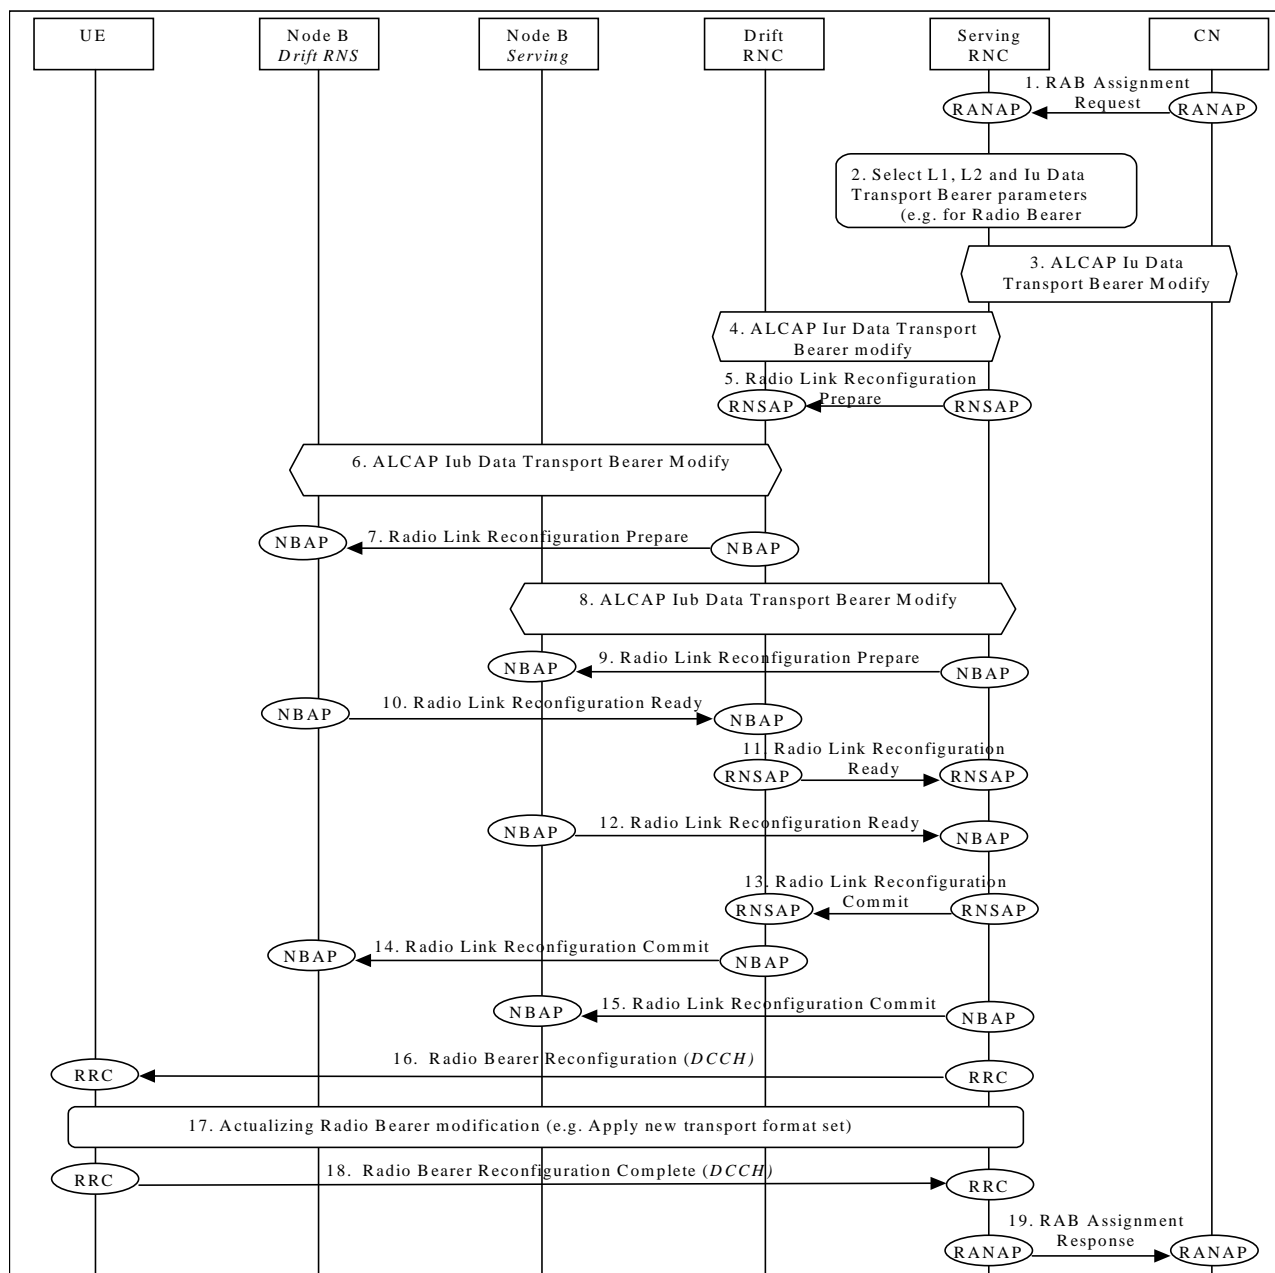 UE
Node B
Drift RNS
Node B
Serving
Drift
RNC
Serving
RNC
CN
1. RAB Assignment
Request
RANAP
RANAP
2. Select L1, L2 and Iu Data
Transport Bearer parameters
(e.g. for Radio Bearer
3. ALCAP Iu Data
Transport Bearer Modify
4. ALCAP Iur Data Transport
Bearer modify
5. Radio Link Reconfiguration
Prepare
RNSAP
RNSAP
6. ALCAP Iub Data Transport Bearer Modify
7. Radio Link Reconfiguration Prepare
NBAP
NBAP
8. ALCAP Iub Data Transport Bearer Modify
9. Radio Link Reconfiguration Prepare
NBAP
NBAP
10. Radio Link Reconfiguration Ready
NBAP
NBAP
11. Radio Link Reconfiguration
Ready
RNSAP
RNSAP
12. Radio Link Reconfiguration Ready
NBAP
NBAP
13. Radio Link Reconfiguration
Commit
RNSAP
RNSAP
14. Radio Link Reconfiguration Commit
NBAP
NBAP
15. Radio Link Reconfiguration Commit
NBAP
NBAP
16. Radio Bearer Reconfiguration (DCCH)
RRC
RRC
17. Actualizing Radio Bearer modification (e.g. Apply new transport format set)
18. Radio Bearer Reconfiguration Complete (DCCH)
RRC
RRC
19. RAB Assignment
Response
RANAP
RANAP